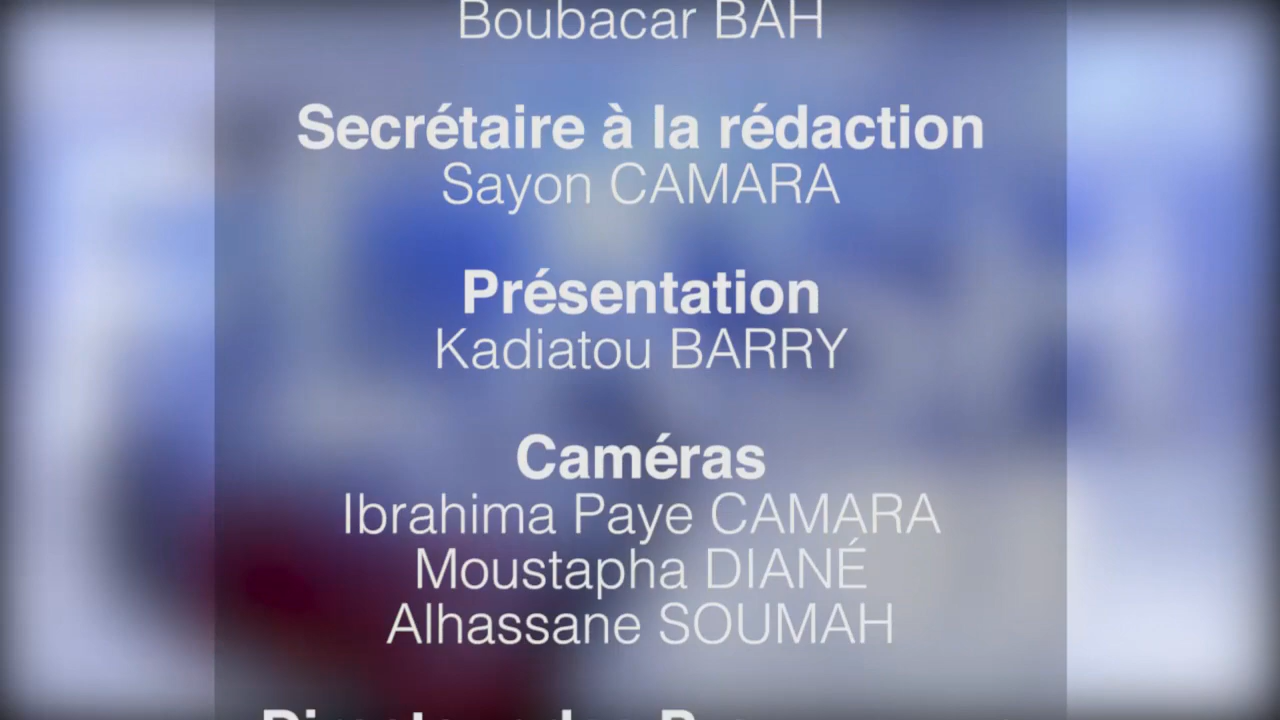 Boubacar BAH
Secrétaire à la rédaction
Sayon CAMARA
Présentation
Kadiatou BARRY
Caméras
Ibrahima Paye CAMARA
Moustapha DIANÉ
Alhassane SOUMAH